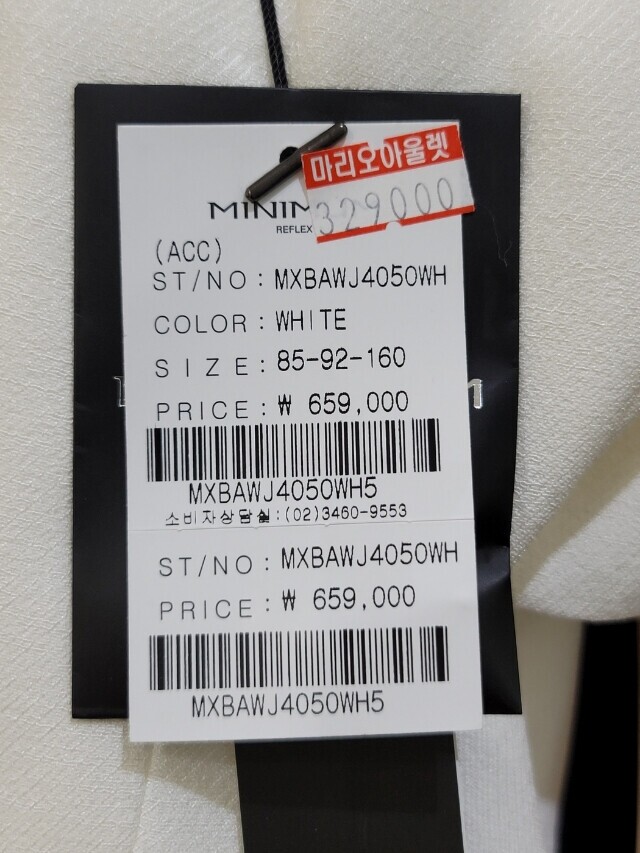 마리오아울렛
329000
MINIM
REFLEX
(ACC)
ST/NO : MXBAWJ4050WH
COLOR : WHITE
SIZE : 85-92-160
PRICE : ₩ 659,000
MXBAWJ4050WH5
소비자상담실:(02)3460-9553
ST/NO : MXBAWJ4050WH
PRICE : ₩ 659,000
MXBAWJ4050WH5